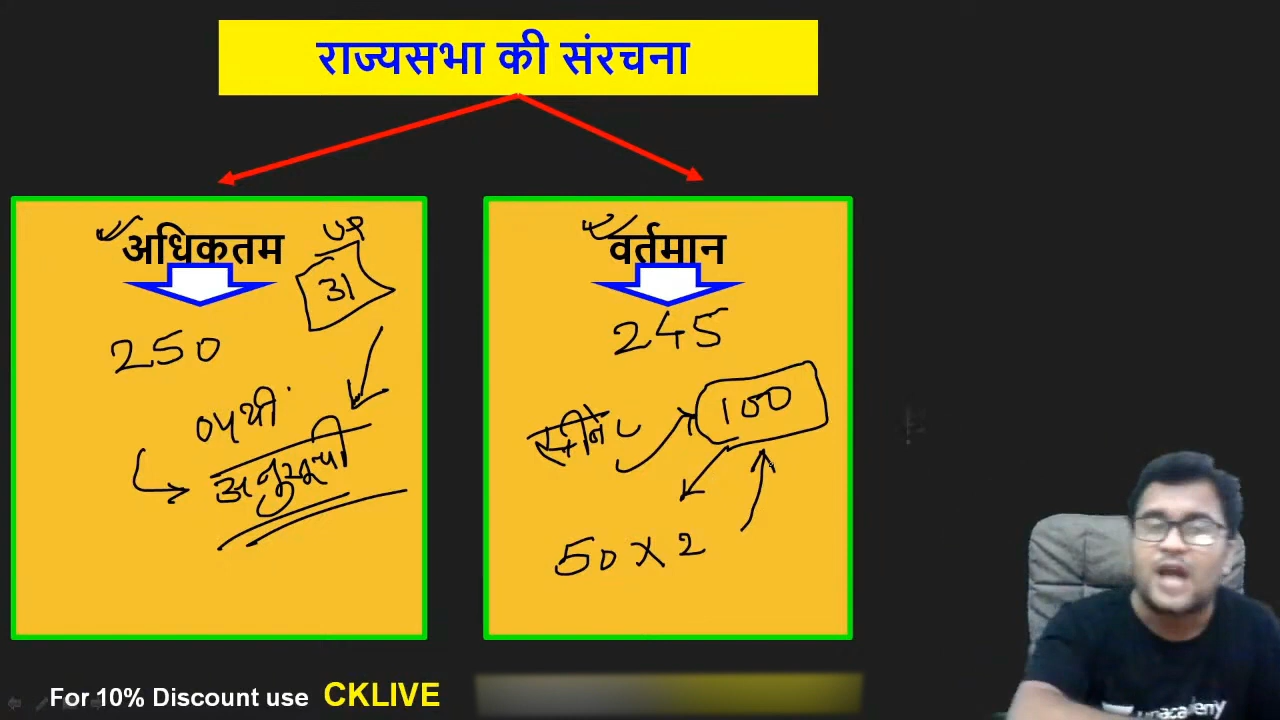 राज्यसभा की संरचना
अधिकतम
UP
31
250
04थी
अनुसूची
वर्तमान
245
सीनेट
100
50 x 2
For 10% Discount use CKLIVE